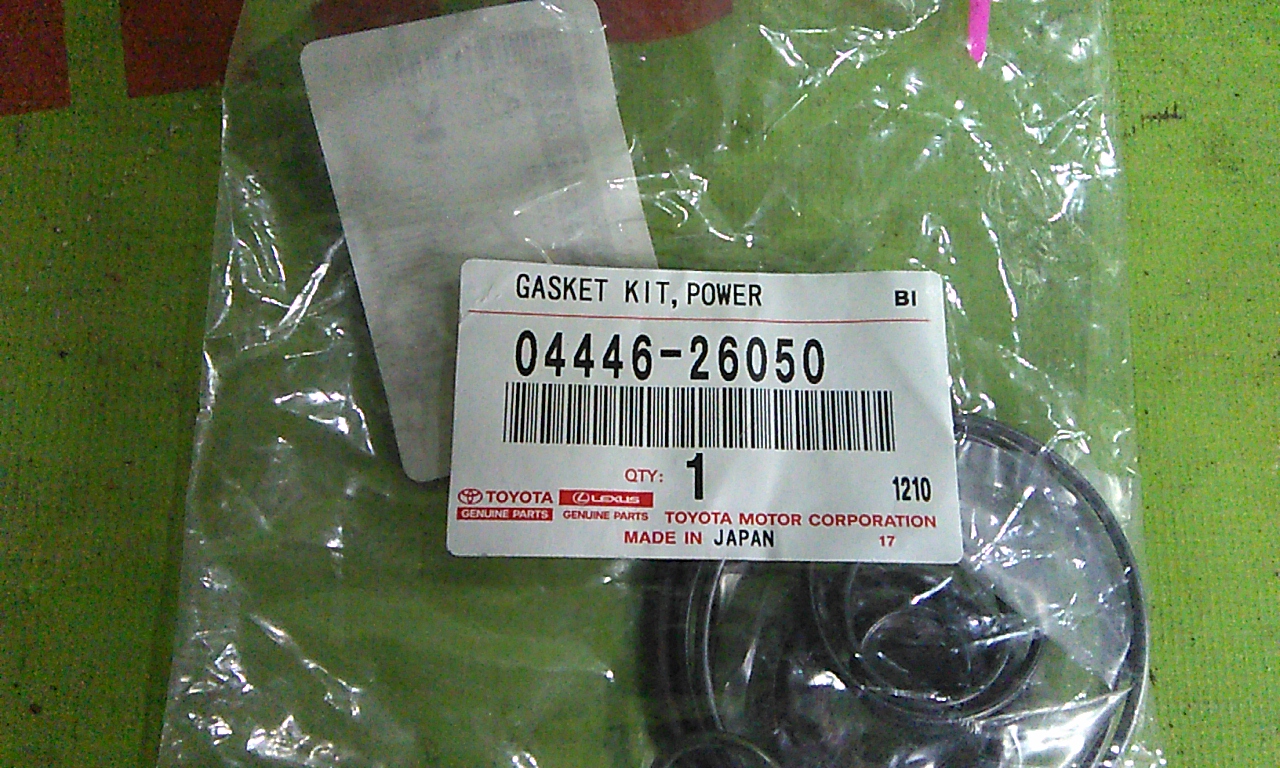 GASKET KIT, POWER BI
04446-26050
QTY: 1
1210
TOYOTA LEXUS
GENUINE PARTS GENUINE PARTS TOYOTA MOTOR CORPORATION
MADE IN JAPAN 17